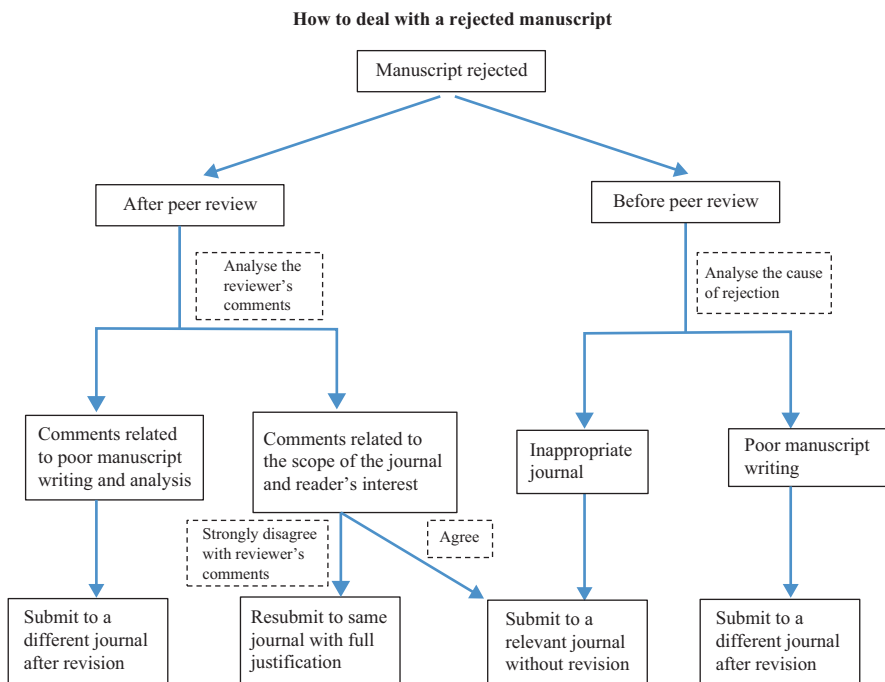 How to deal with a rejected manuscript
Manuscript rejected
After peer review
Before peer review
Analyse the
reviewer's
comments
Analyse the cause
of rejection
Comments related
to poor manuscript
writing and analysis
Comments related to
the scope of the journal
and reader's interest
Inappropriate
journal
Poor manuscript
writing
Strongly disagree
with reviewer's
comments
Agree
Submit to a
different journal
after revision
Resubmit to same
journal with full
justification
Submit to a
relevant journal
without revision
Submit to a
different journal
after revision